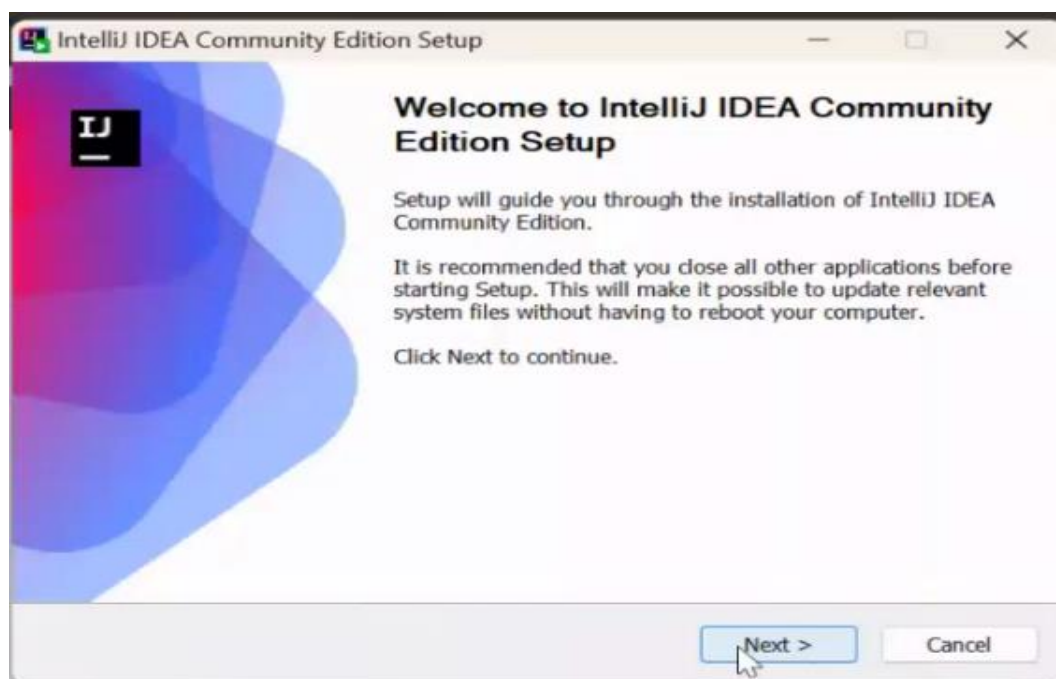 IntelliJ IDEA Community Edition Setup
IJ
Welcome to IntelliJ IDEA Community
Edition Setup
Setup will guide you through the installation of IntelliJ IDEA
Community Edition.
It is recommended that you close all other applications before
starting Setup. This will make it possible to update relevant
system files without having to reboot your computer.
Click Next to continue.
Next >
Cancel